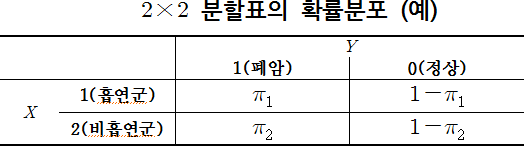 2×2 분할표의 확률분포 (예)
Y
1(폐암) 0(정상)
X
1(흡연군) π₁ 1−π₁
2(비흡연군) π₂ 1−π₂